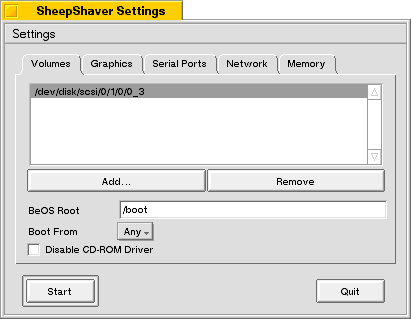 SheepShaver Settings
Settings
Volumes Graphics Serial Ports Network Memory
/dev/disk/scsi/0/1/0/0_3
Add... Remove
BeOS Root /boot
Boot From Any
Disable CD-ROM Driver
Start Quit